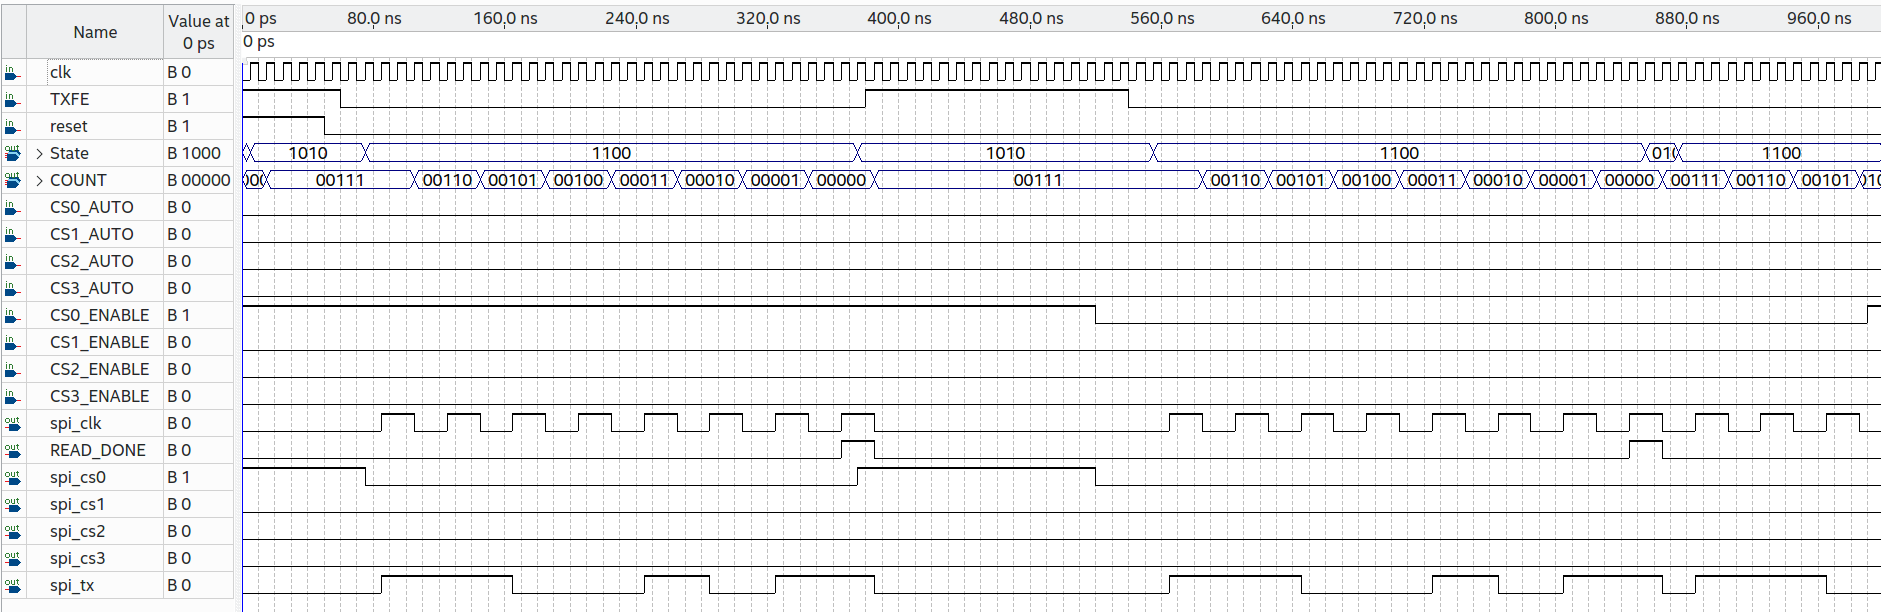 Name Value at 0 ps 0 ps 80.0 ns 160.0 ns 240.0 ns 320.0 ns 400.0 ns 480.0 ns 560.0 ns 640.0 ns 720.0 ns 800.0 ns 880.0 ns 960.0 ns
0 ps
in clk B 0
in TXFE B 1
in reset B 1
out > State B 1000 1010 1100 1010 1100 1100
out > COUNT B 00000 00111 00110 00101 00100 00011 00010 00001 00000 00111 00110 00101 00100 00011 00010 00001 00000 00111 00110 00101
in CS0_AUTO B 0
in CS1_AUTO B 0
in CS2_AUTO B 0
in CS3_AUTO B 0
in CS0_ENABLE B 1
in CS1_ENABLE B 0
in CS2_ENABLE B 0
in CS3_ENABLE B 0
out spi_clk B 0
out READ_DONE B 0
out spi_cs0 B 1
out spi_cs1 B 0
out spi_cs2 B 0
out spi_cs3 B 0
out spi_tx B 0